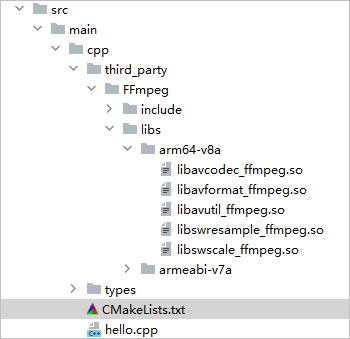 src
main
cpp
third_party
FFmpeg
include
libs
arm64-v8a
libavcodec_ffmpeg.so
libavformat_ffmpeg.so
libavutil_ffmpeg.so
libswresample_ffmpeg.so
libswscale_ffmpeg.so
armeabi-v7a
types
CMakeLists.txt
hello.cpp